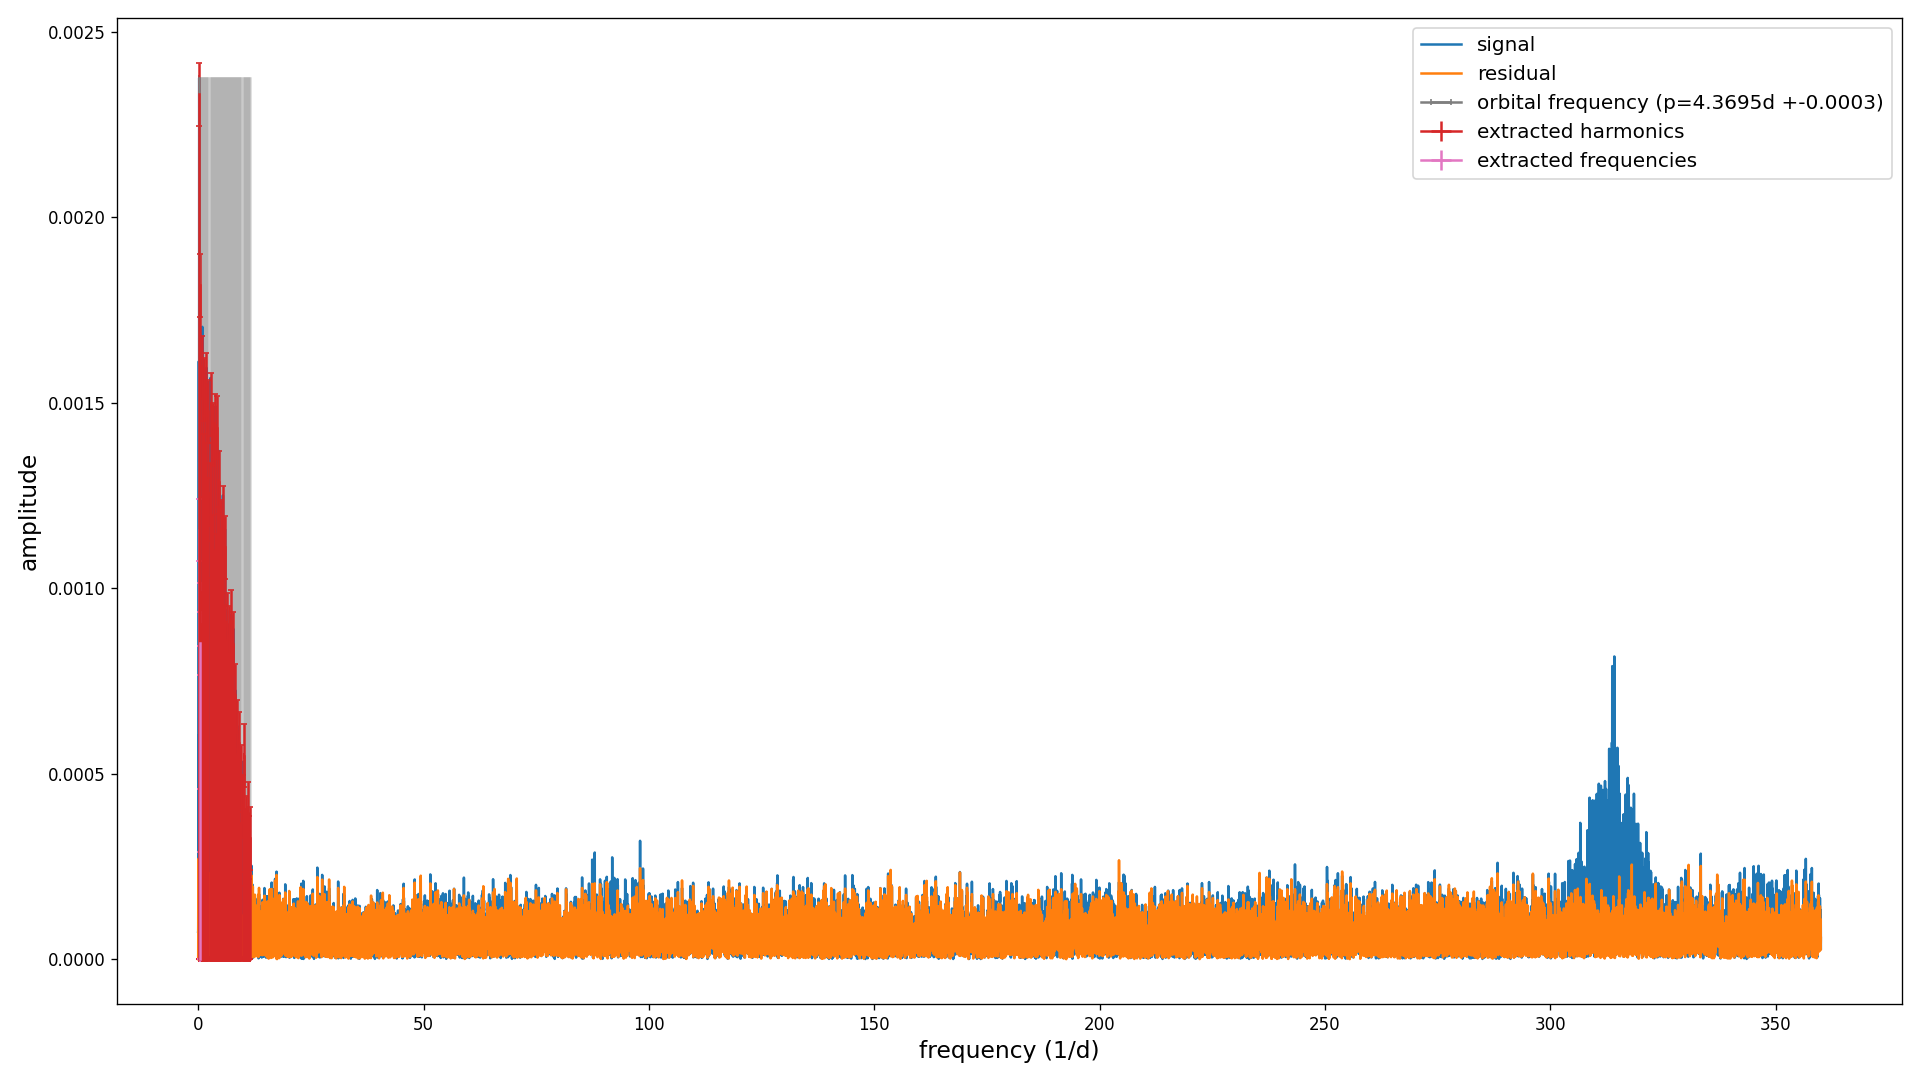 0.0025
0.0020
0.0015
0.0010
0.0005
0.0000
amplitude
0
50
100
150
200
250
300
350
frequency (1/d)
signal
residual
orbital frequency (p=4.3695d +-0.0003)
extracted harmonics
extracted frequencies